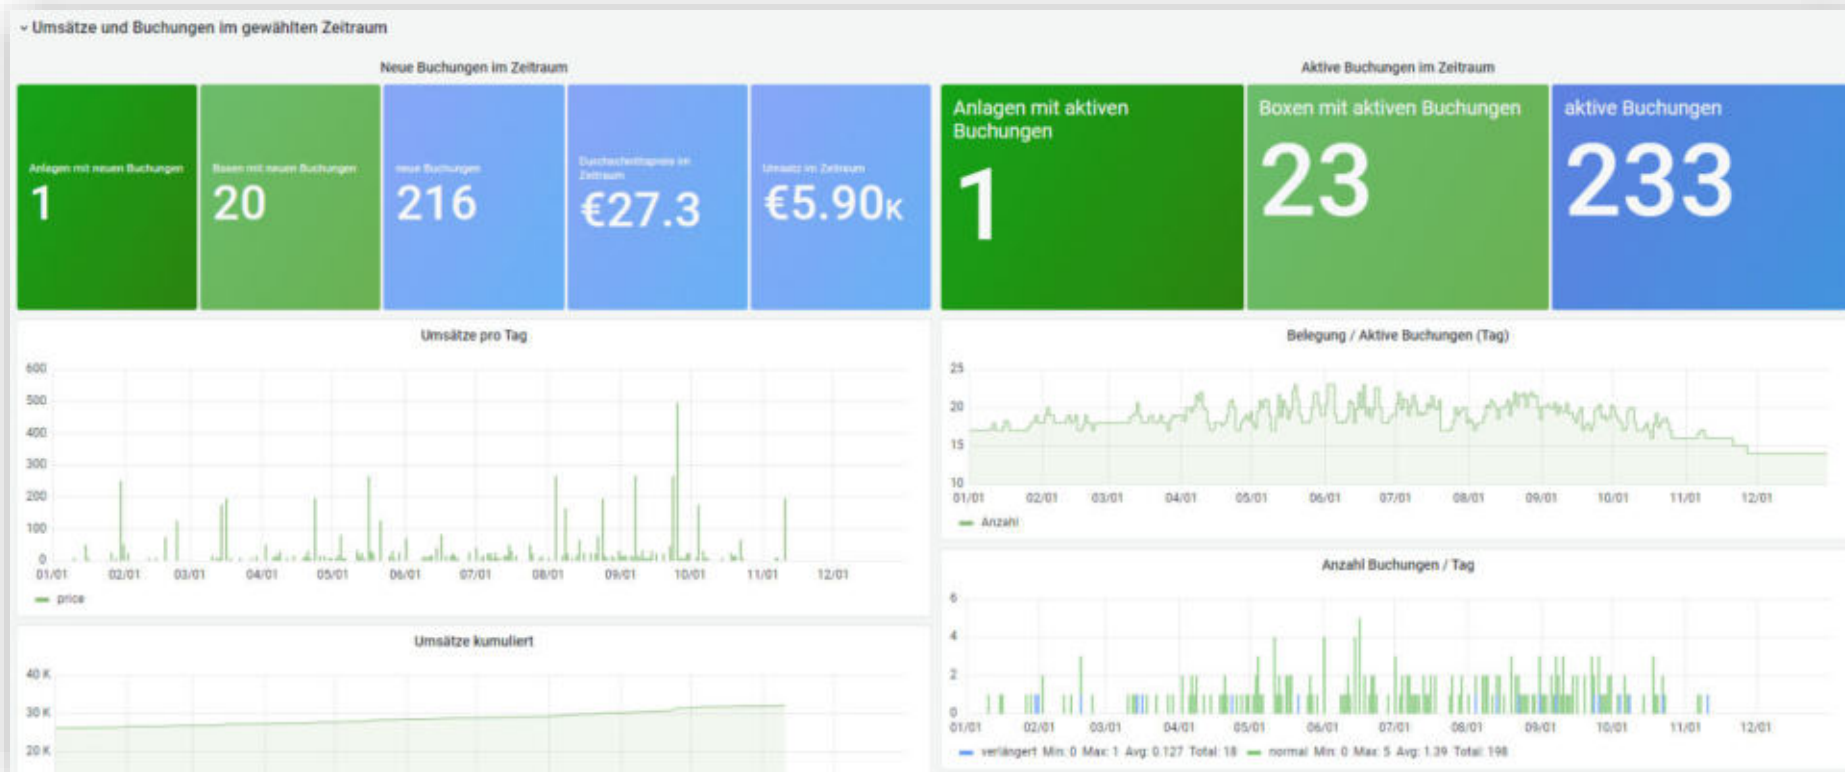 Umsätze und Buchungen im gewählten Zeitraum
Neue Buchungen im Zeitraum
Anlagen mit neuen Buchungen
1
Boxen mit neuen Buchungen
20
neue Buchungen
216
Durchschnittspreis im
Zeitraum
€27.3
Umsatz im Zeitraum
€5.90K
Aktive Buchungen im Zeitraum
Anlagen mit aktiven
Buchungen
1
Boxen mit aktiven Buchungen
23
aktive Buchungen
233
Umsätze pro Tag
600
500
400
300
200
100
0
01/01 02/01 03/01 04/01 05/01 06/01 07/01 08/01 09/01 10/01 11/01 12/01
price
Belegung / Aktive Buchungen (Tag)
25
20
15
10
01/01 02/01 03/01 04/01 05/01 06/01 07/01 08/01 09/01 10/01 11/01 12/01
Anzahl
Umsätze kumuliert
40 K
30 K
20 K
Anzahl Buchungen / Tag
6
4
2
0
01/01 02/01 03/01 04/01 05/01 06/01 07/01 08/01 09/01 10/01 11/01 12/01
verlängert Min: 0 Max: 1 Avg: 0.127 Total: 18 normal Min: 0 Max: 5 Avg: 1.39 Total: 198